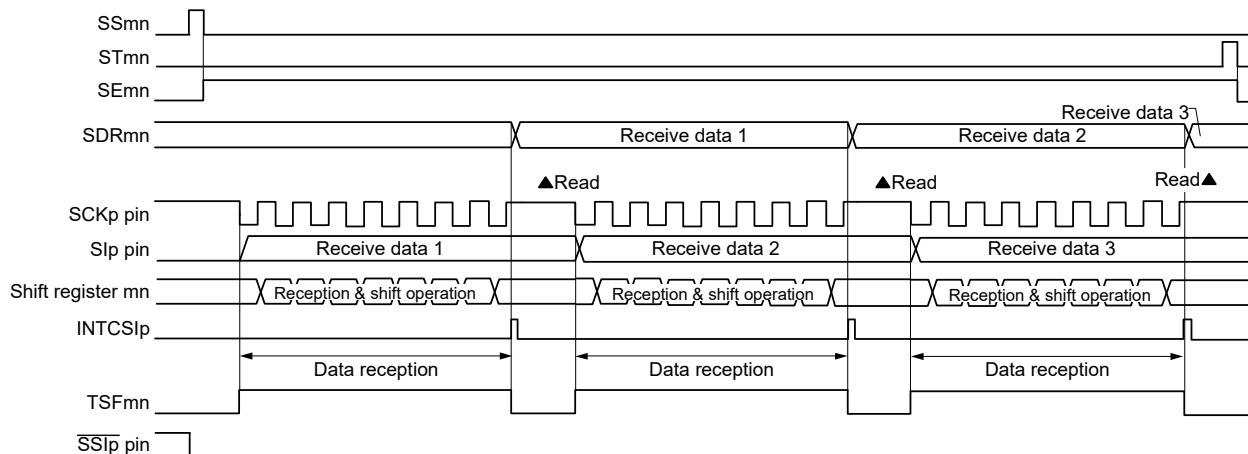 SSmn
STmn
SEmn
Receive data 3
SDRmn Receive data 1 Receive data 2
▲Read ▲Read Read▲
SCKp pin
SIp pin Receive data 1 Receive data 2 Receive data 3
Shift register mn Reception & shift operation Reception & shift operation Reception & shift operation
INTCSIp
Data reception Data reception Data reception
TSFmn
SSIp pin